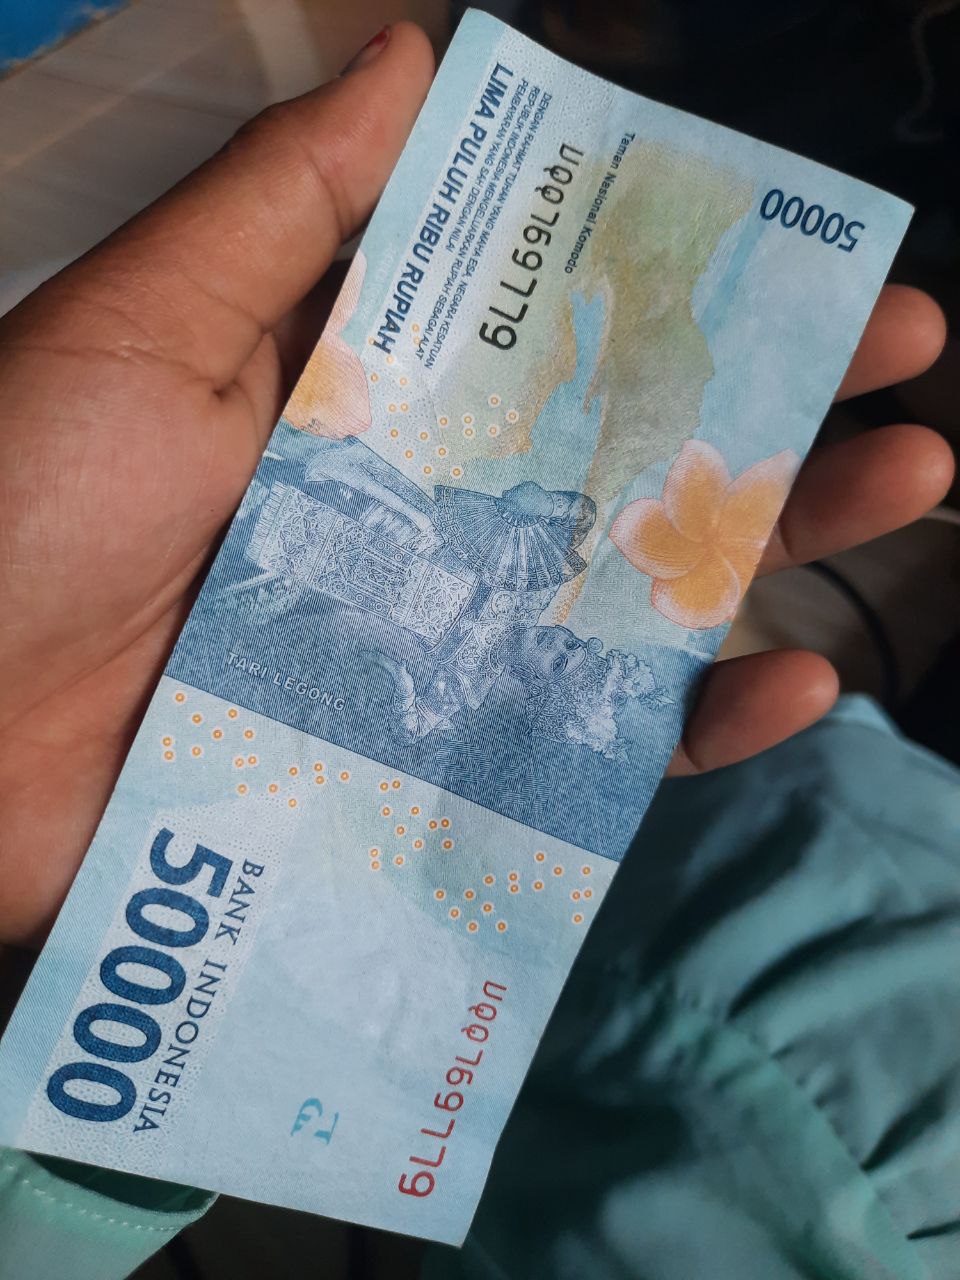 LIMA PULUH RIBU RUPIAH
DENGAN RAHMAT TUHAN YANG MAHA ESA, NEGARA KESATUAN
REPUBLIK INDONESIA MENGELUARKAN RUPIAH SEBAGAI ALAT
PEMBAYARAN YANG SAH DENGAN NILAI
UQQ769779
Taman Nasional Komodo
50000
TARI LEGONG
BANK INDONESIA
50000
UQQ769779